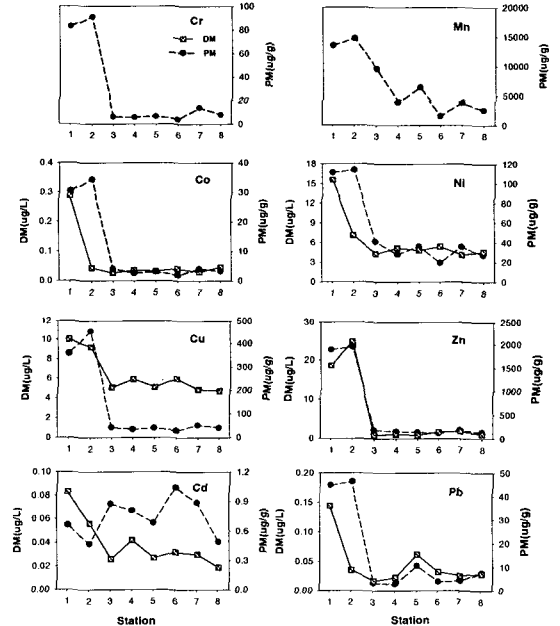 Cr
DM
PM
100
80
60
40
20
0
PM(ug/g)
1 2 3 4 5 6 7 8
Mn
20000
15000
10000
5000
0
PM(ug/g)
1 2 3 4 5 6 7 8
Co
DM(ug/L)
0.4
0.3
0.2
0.1
0.0
40
30
20
10
0
PM(ug/g)
1 2 3 4 5 6 7 8
Ni
DM(ug/L)
18
15
12
9
6
3
0
120
100
80
60
40
20
0
PM(ug/g)
1 2 3 4 5 6 7 8
Cu
DM(ug/L)
12
10
8
6
4
2
0
500
400
300
200
100
0
PM(ug/g)
1 2 3 4 5 6 7 8
Zn
DM(ug/L)
30
20
10
0
2500
2000
1500
1000
500
0
PM(ug/g)
1 2 3 4 5 6 7 8
Cd
DM(ug/L)
0.10
0.08
0.06
0.04
0.02
0.00
1.2
0.9
0.6
0.3
0.0
PM(ug/g)
1 2 3 4 5 6 7 8
Station
Pb
DM(ug/L)
0.20
0.15
0.10
0.05
0.00
50
40
30
20
10
0
PM(ug/g)
1 2 3 4 5 6 7 8
Station